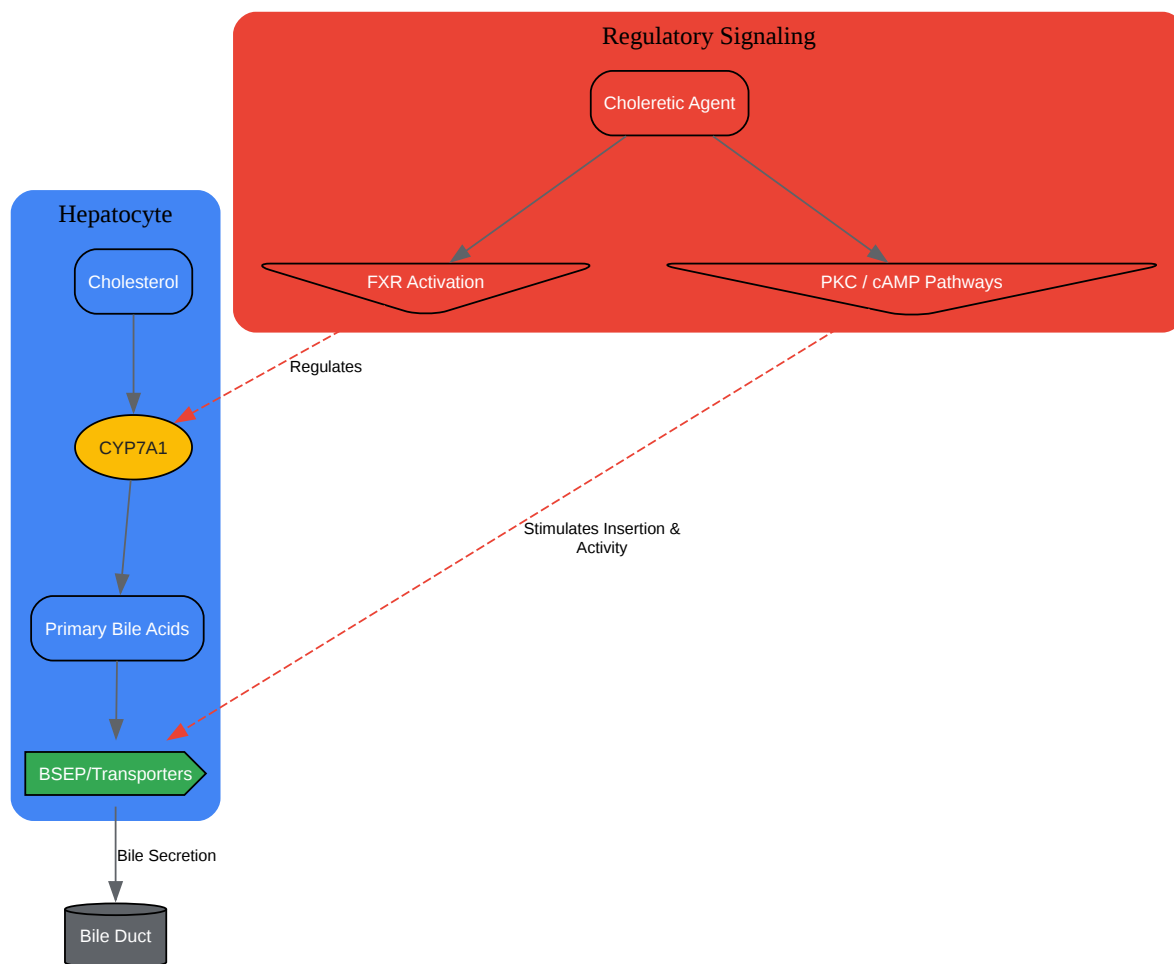 Regulatory Signaling
Choleretic Agent
Hepatocyte
Cholesterol
FXR Activation
PKC / cAMP Pathways
Regulates
CYP7A1
Stimulates Insertion &
Activity
Primary Bile Acids
BSEP/Transporters
Bile Secretion
Bile Duct